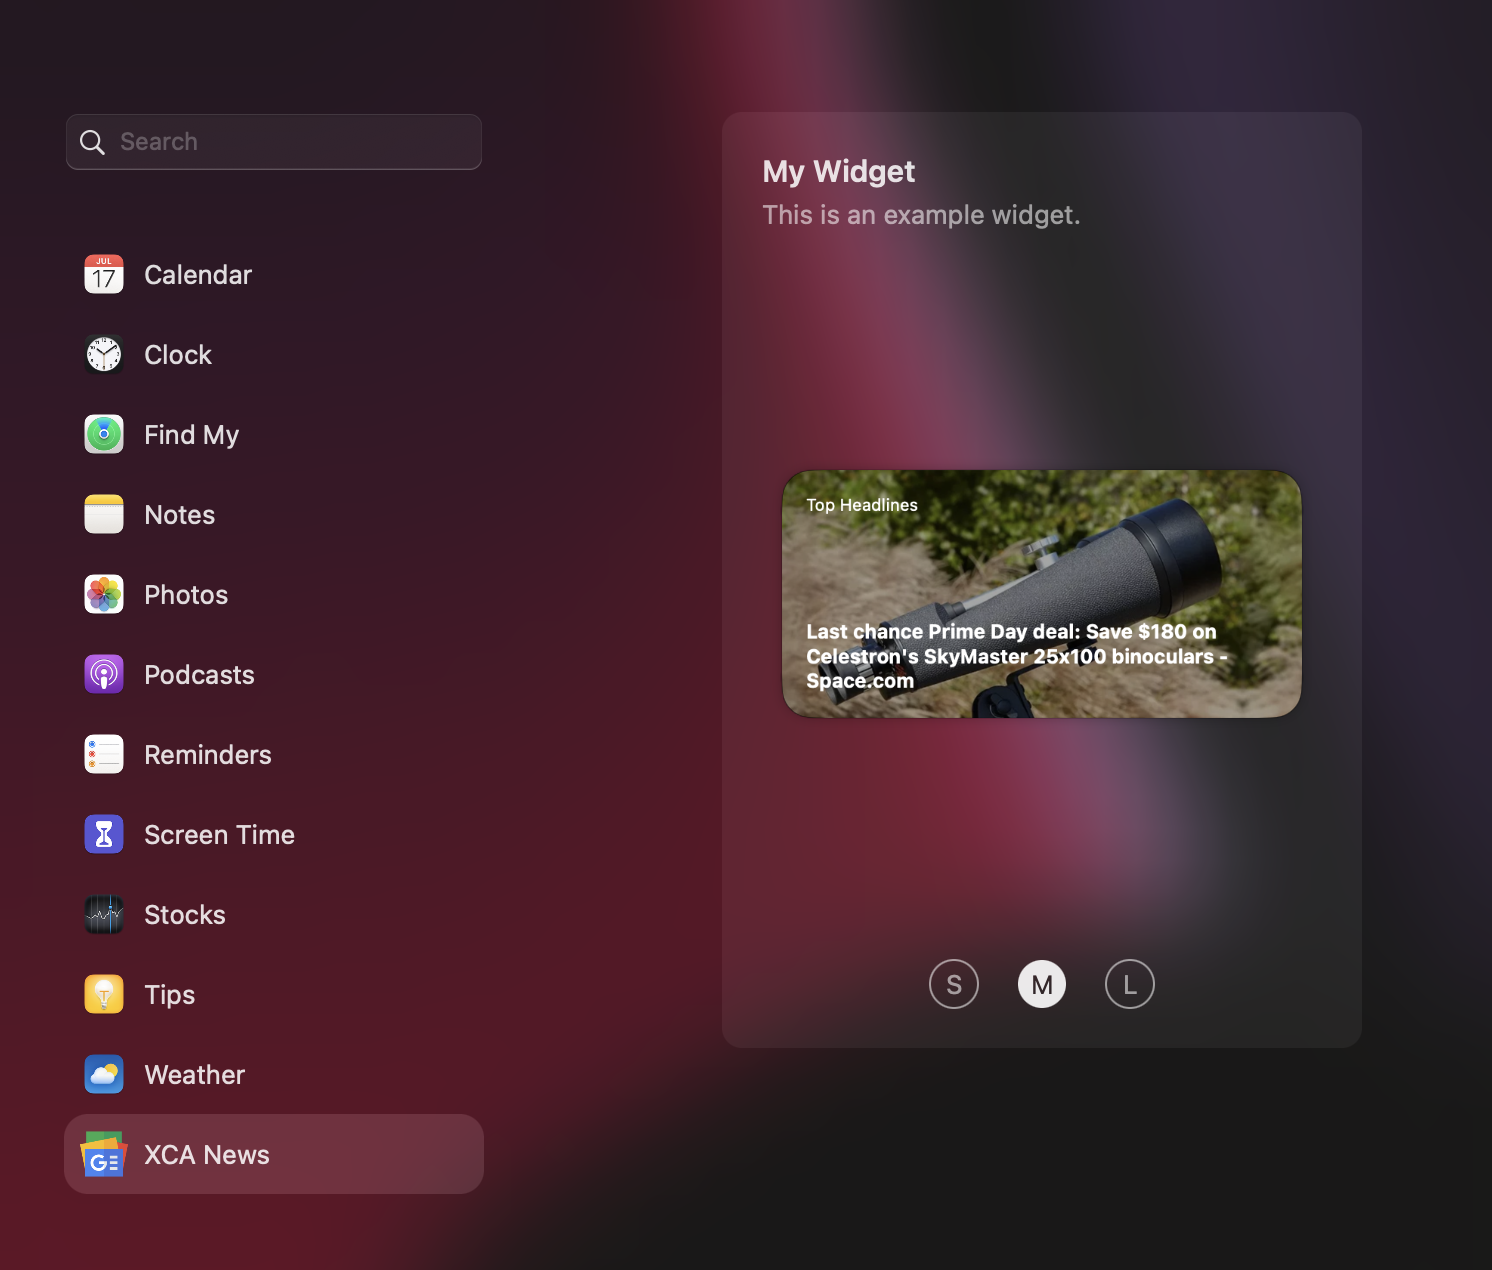 Search
JUL
17
Calendar
Clock
Find My
Notes
Photos
Podcasts
Reminders
Screen Time
Stocks
Tips
Weather
GE
XCA News
My Widget
This is an example widget.
Top Headlines
Last chance Prime Day deal: Save $180 on
Celestron's SkyMaster 25x100 binoculars -
Space.com
S
M
L